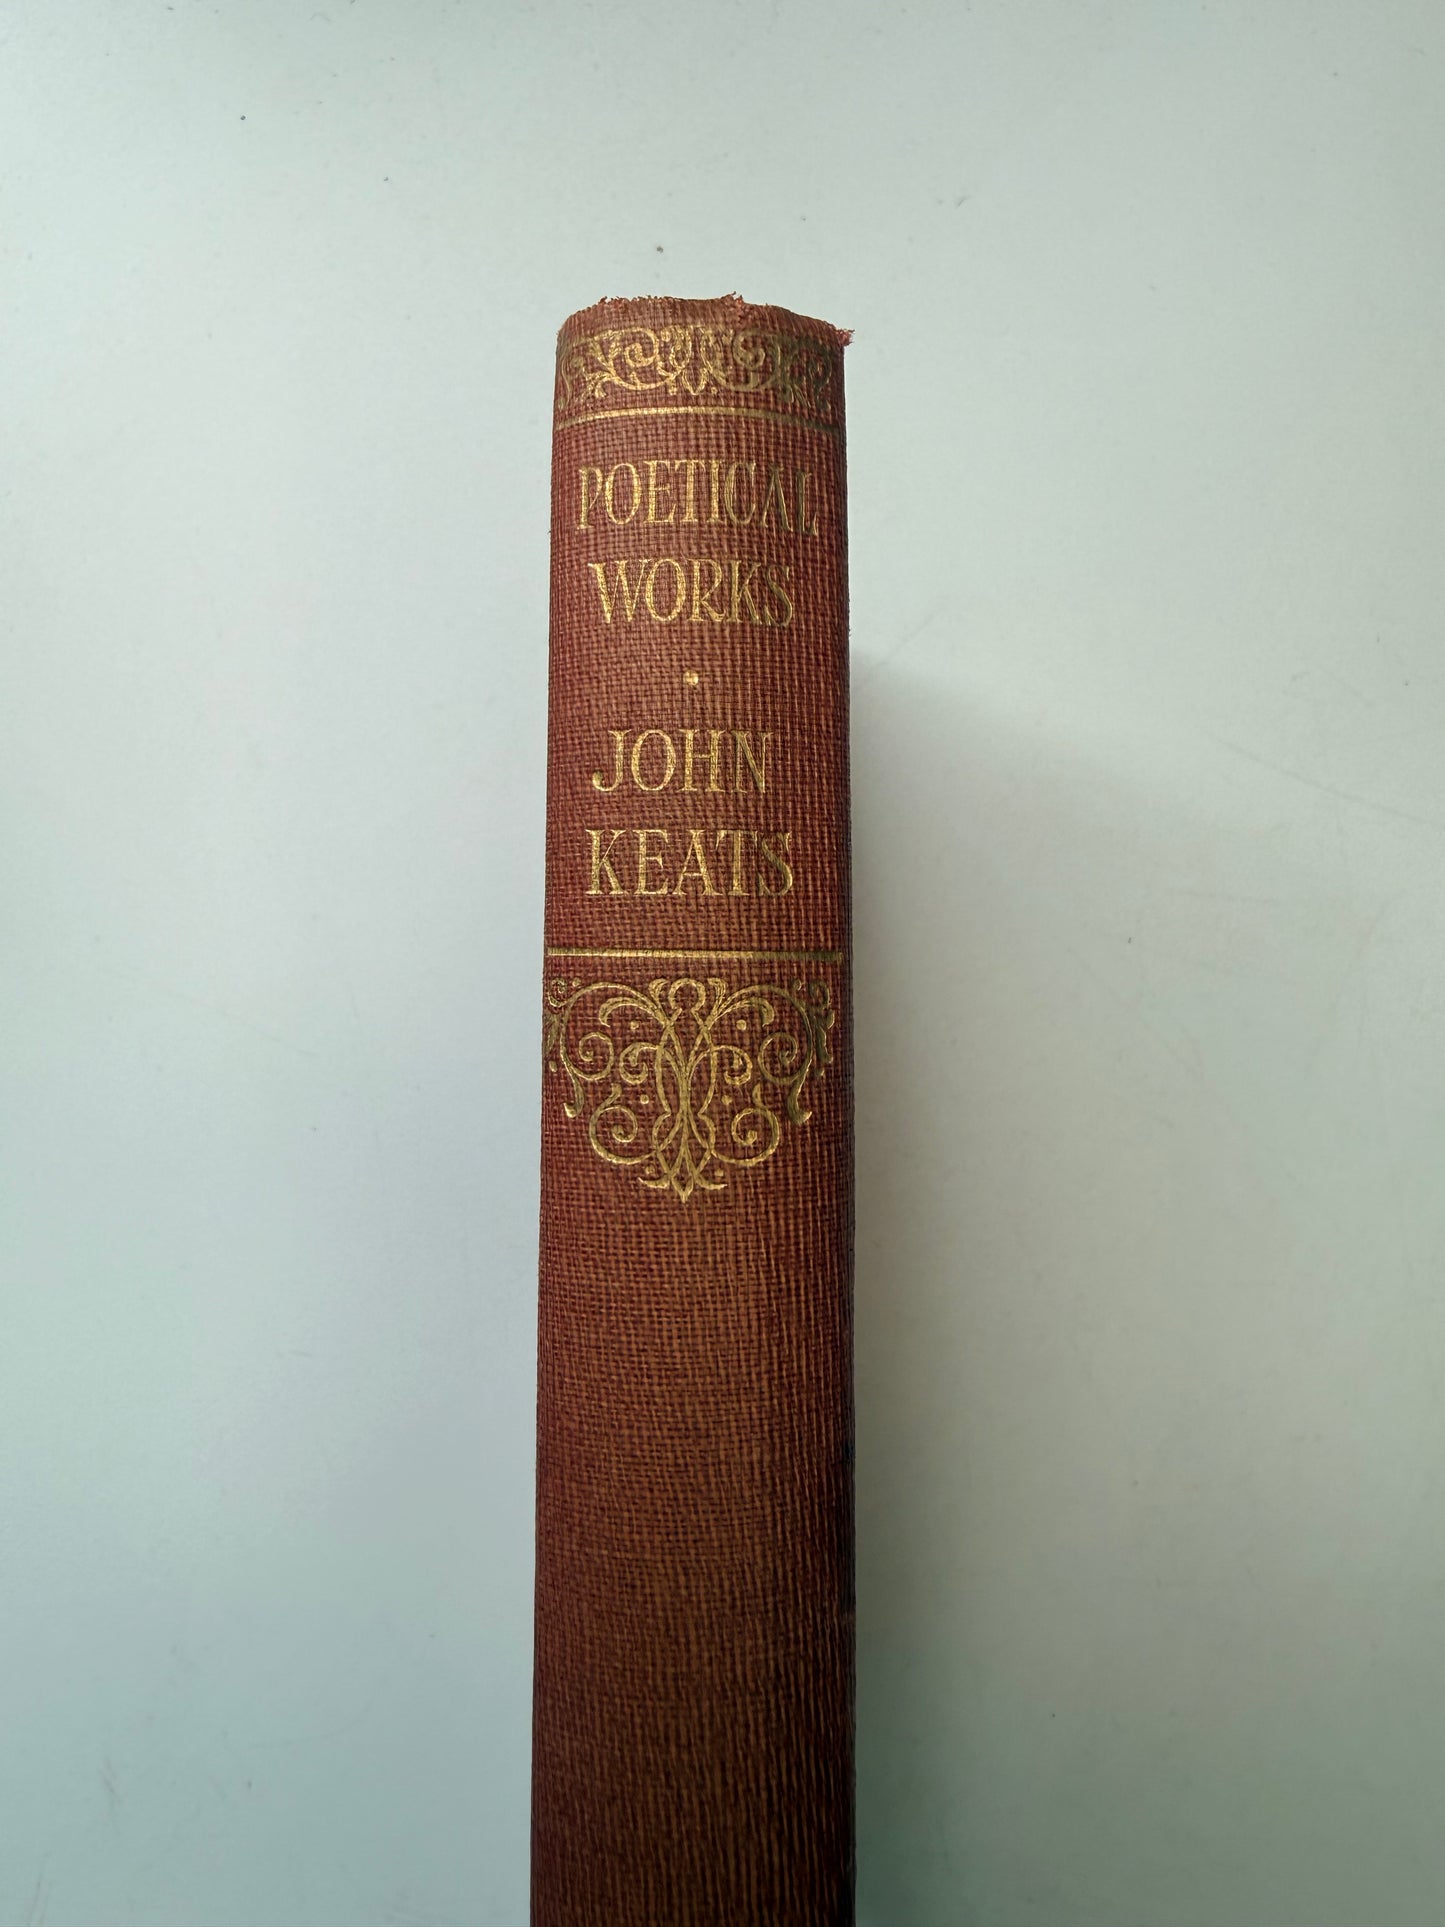 POETICAL
WORKS
·
JOHN
KEATS